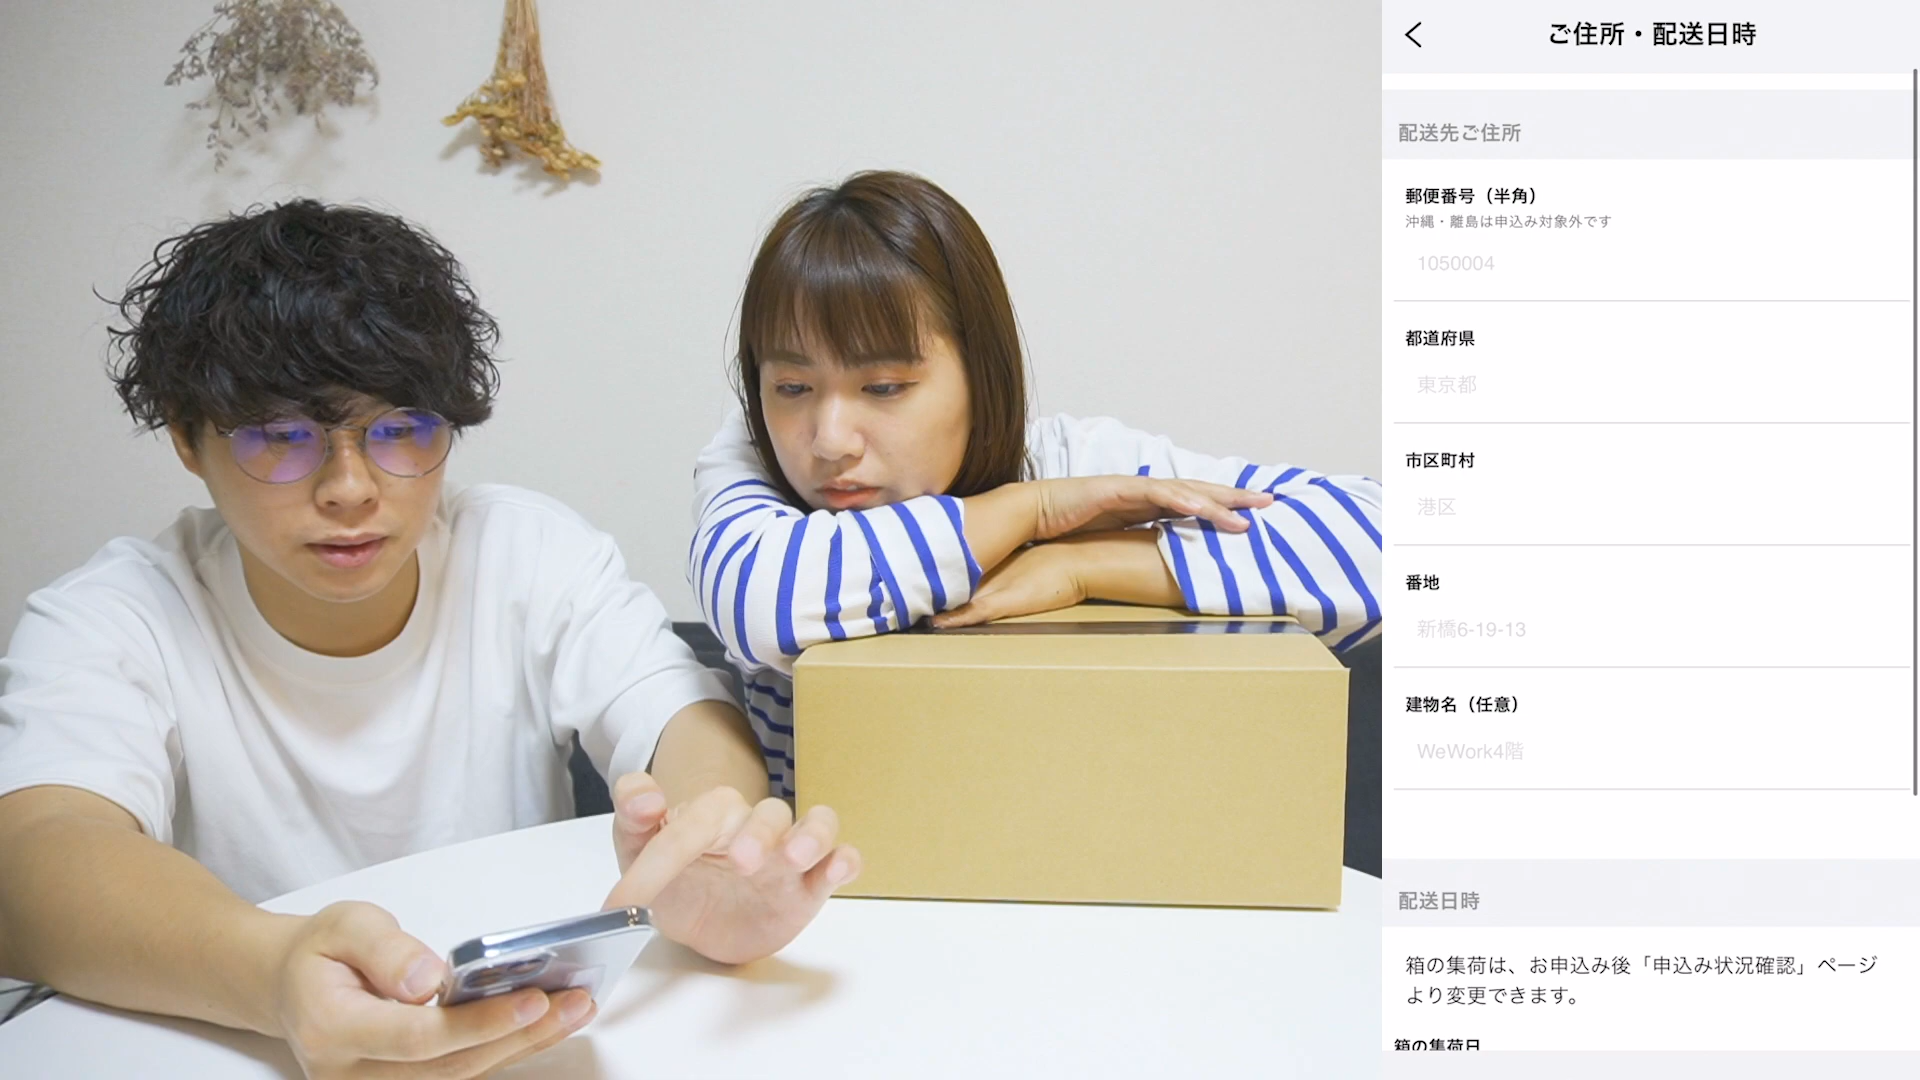 ご住所・配送日時
配送先ご住所
郵便番号（半角）
沖縄・離島は申込み対象外です
1050004
都道府県
東京都
市区町村
港区
番地
新橋6-19-13
建物名（任意）
WeWork4階
配送日時
箱の集荷は、お申込み後「申込み状況確認」ページ
より変更できます。
箱の集荷日